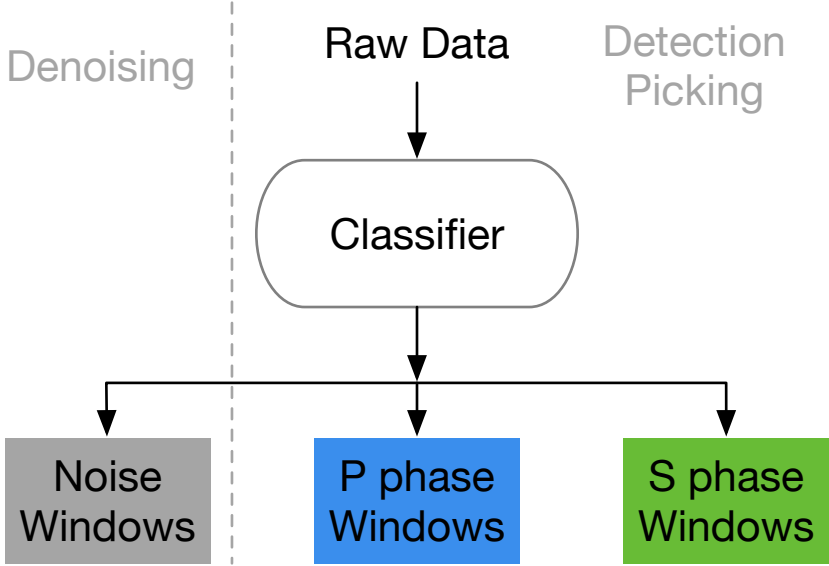 Denoising
Raw Data
Detection
Picking
Classifier
Noise
Windows
P phase
Windows
S phase
Windows